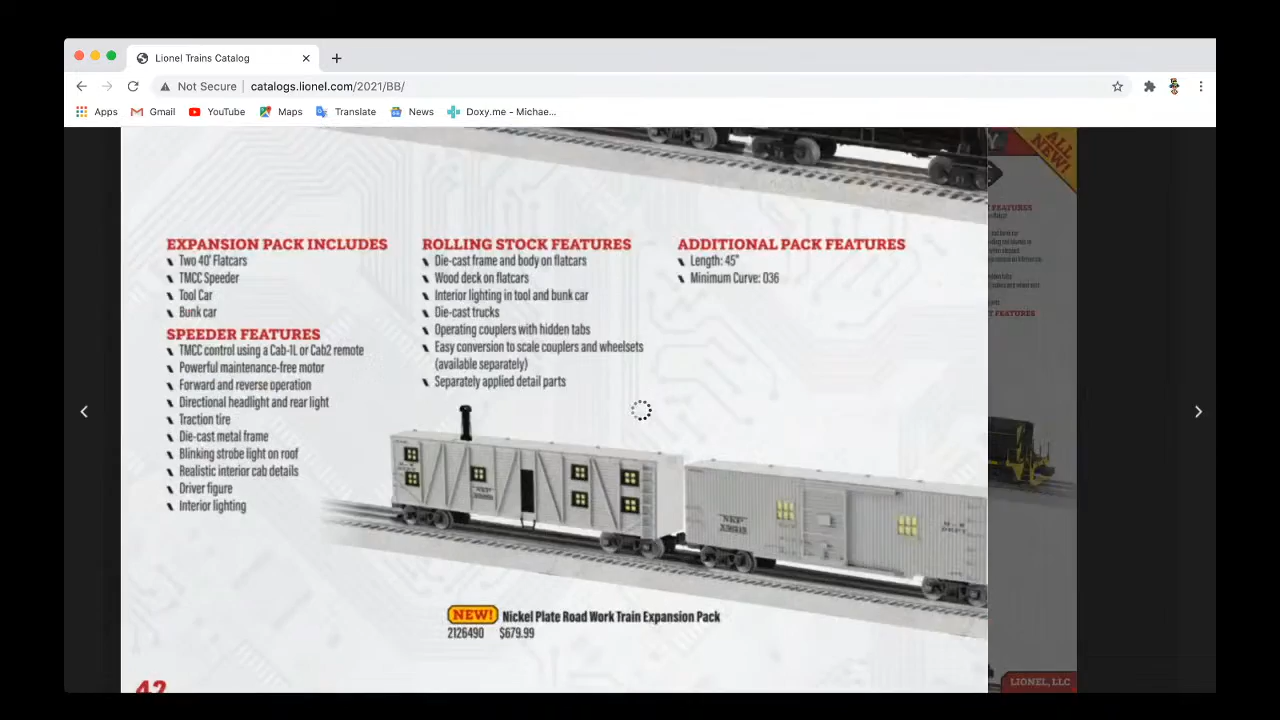 Lionel Trains Catalog
Not Secure
catalogs.lionel.com/2021/BB/
Apps
Gmail
YouTube
Maps
Translate
News
Doxy.me - Michae...
ALL NEW!
EXPANSION PACK INCLUDES
Two 40' Flatcars
TMCC Speeder
Tool Car
Bunk car
SPEEDER FEATURES
TMCC control using a Cab-1L or Cab2 remote
Powerful maintenance-free motor
Forward and reverse operation
Directional headlight and rear light
Traction tire
Die-cast metal frame
Blinking strobe light on roof
Realistic interior cab details
Driver figure
Interior lighting
ROLLING STOCK FEATURES
Die-cast frame and body on flatcars
Wood deck on flatcars
Interior lighting in tool and bunk car
Die-cast trucks
Operating couplers with hidden tabs
Easy conversion to scale couplers and wheelsets
(available separately)
Separately applied detail parts
ADDITIONAL PACK FEATURES
Length: 45"
Minimum Curve: O36
FEATURES
FEATURES
NKP
NKP
NEW! Nickel Plate Road Work Train Expansion Pack
2126490 $679.99
42
LIONEL, LLC